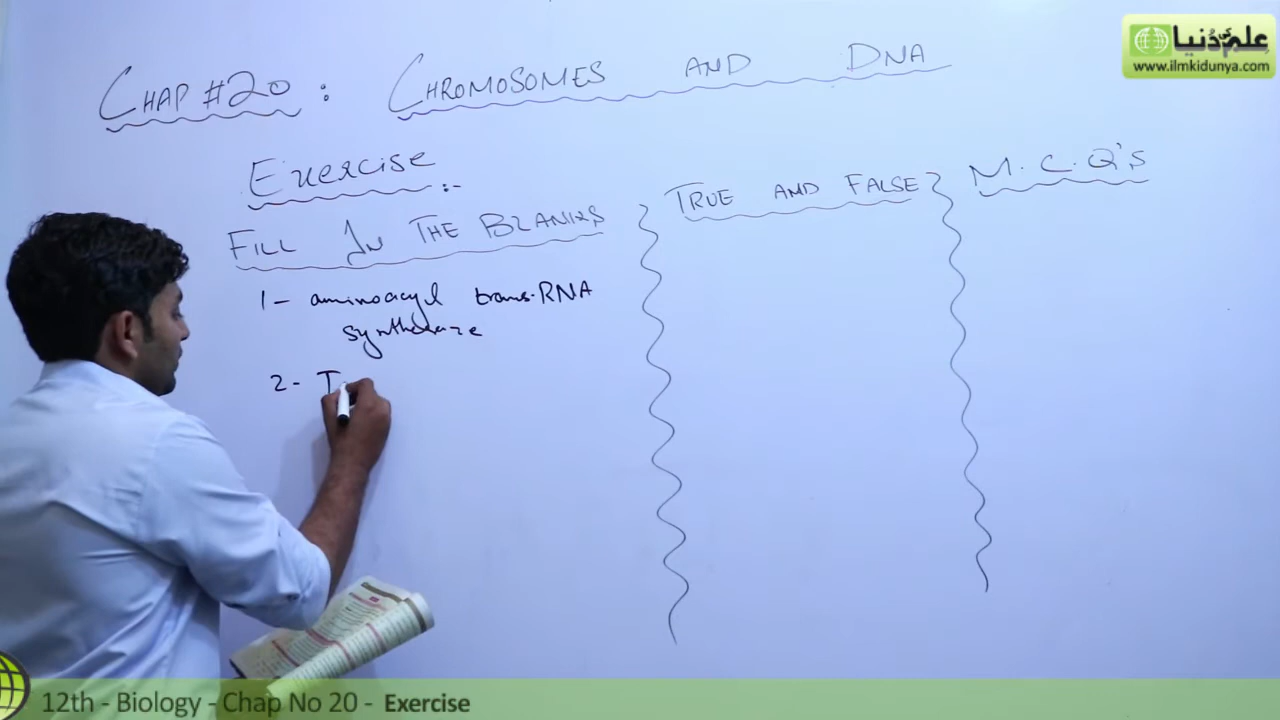 علم کی دُنیا
www.ilmkidunya.com
CHAP #20 : CHROMOSOMES AND DNA
Exercise :-
FILL IN THE BLANKS
1- aminoacyl trans-RNA
synthetase
2- T
TRUE AND FALSE
M.C.Q's
12th - Biology - Chap No 20 - Exercise